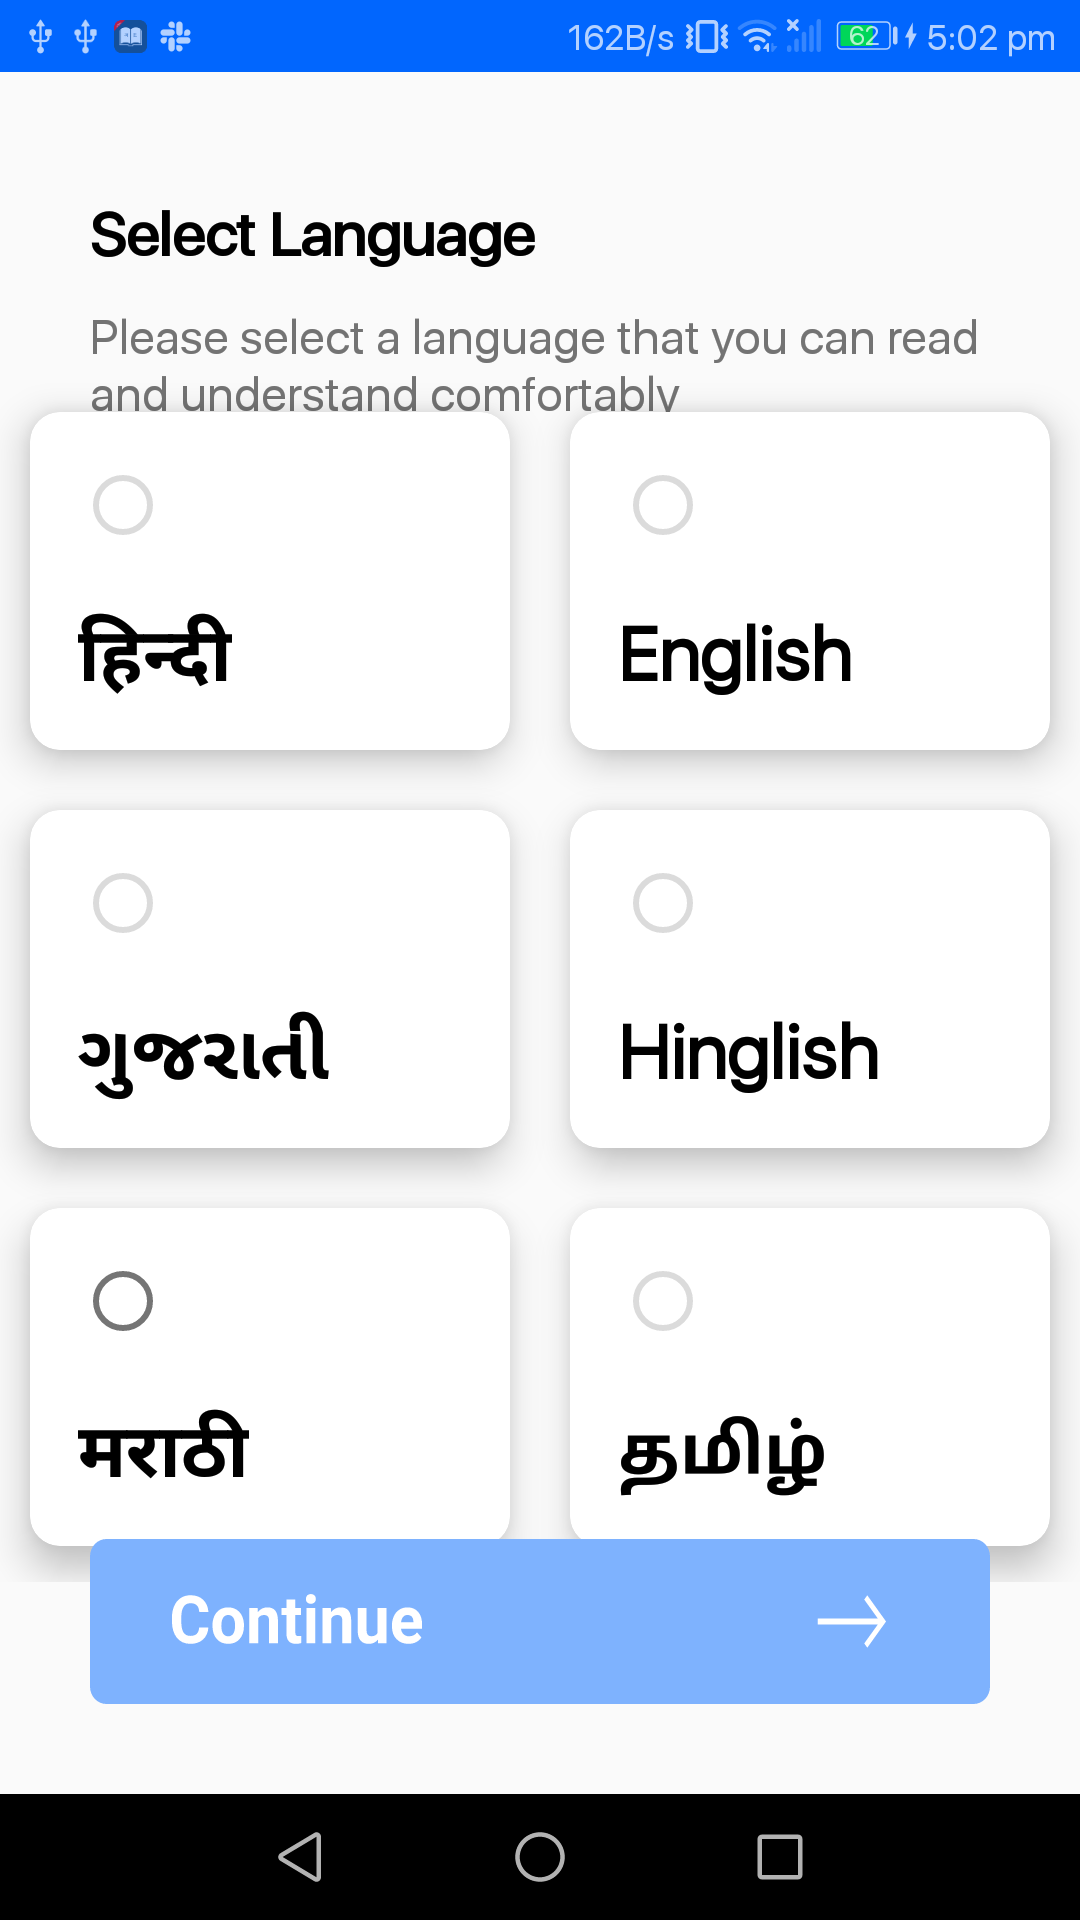 162B/s 62 5:02 pm
Select Language
Please select a language that you can read
and understand comfortably
हिन्दी
English
ગુજરાતી
Hinglish
मराठी
தமிழ்
Continue